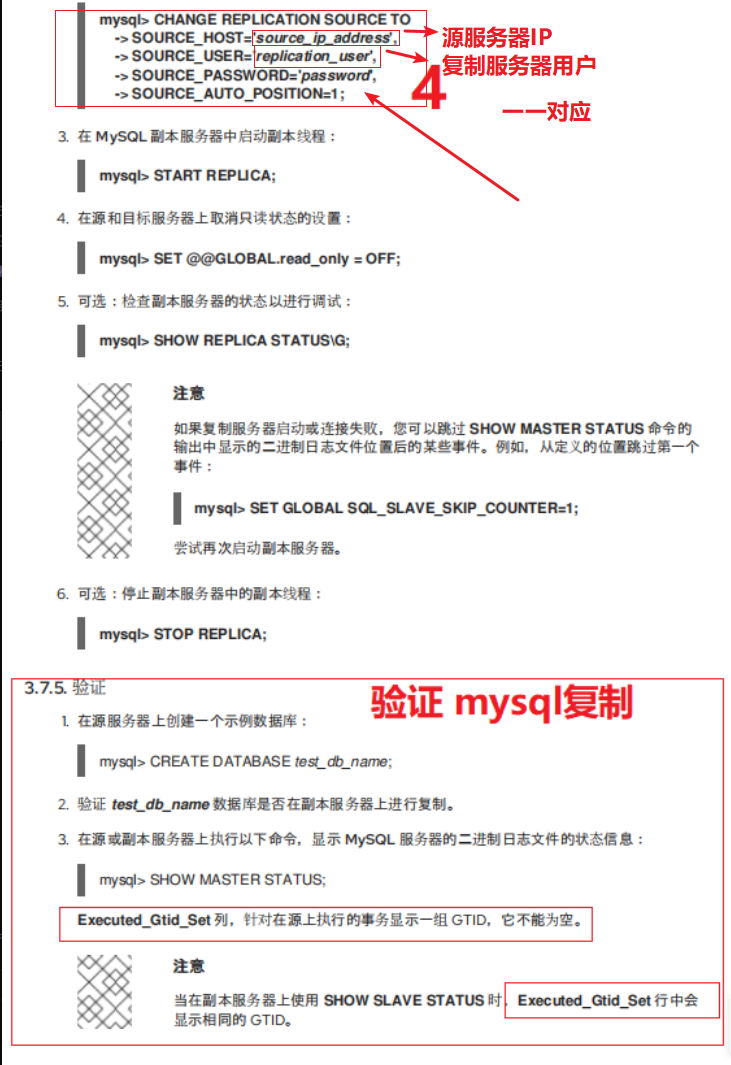 mysql> CHANGE REPLICATION SOURCE TO
-> SOURCE_HOST='source_ip_address',
-> SOURCE_USER='replication_user',
-> SOURCE_PASSWORD='password',
-> SOURCE_AUTO_POSITION=1;
源服务器IP
复制服务器用户
4
一一对应
3. 在 MySQL 副本服务器中启动副本线程：
mysql> START REPLICA;
4. 在源和目标服务器上取消只读状态的设置：
mysql> SET @@GLOBAL.read_only = OFF;
5. 可选：检查副本服务器的状态以进行调试：
mysql> SHOW REPLICA STATUS\G;
注意
如果复制服务器启动或连接失败，您可以跳过 SHOW MASTER STATUS 命令的
输出中显示的二进制日志文件位置后的某些事件。例如，从定义的位置跳过第一个
事件：
mysql> SET GLOBAL SQL_SLAVE_SKIP_COUNTER=1;
尝试再次启动副本服务器。
6. 可选：停止副本服务器中的副本线程：
mysql> STOP REPLICA;
3.7.5. 验证
验证 mysql复制
1. 在源服务器上创建一个示例数据库：
mysql> CREATE DATABASE test_db_name;
2. 验证 test_db_name 数据库是否在副本服务器上进行复制。
3. 在源或副本服务器上执行以下命令，显示 MySQL 服务器的二进制日志文件的状态信息：
mysql> SHOW MASTER STATUS;
Executed_Gtid_Set 列，针对在源上执行的事务显示一组 GTID，它不能为空。
注意
当在副本服务器上使用 SHOW SLAVE STATUS 时，Executed_Gtid_Set 行中会
显示相同的 GTID。